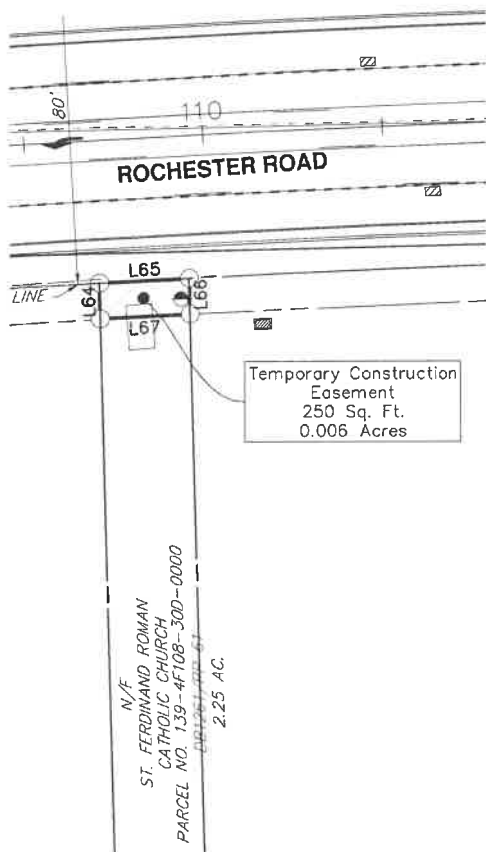 80'
110
ROCHESTER ROAD
L65
LINE
L64
L66
L67
Temporary Construction
Easement
250 Sq. Ft.
0.006 Acres
N/F
ST. FERDINAND ROMAN
CATHOLIC CHURCH
PARCEL NO. 139-4F108-30D-0000
2.25 AC.